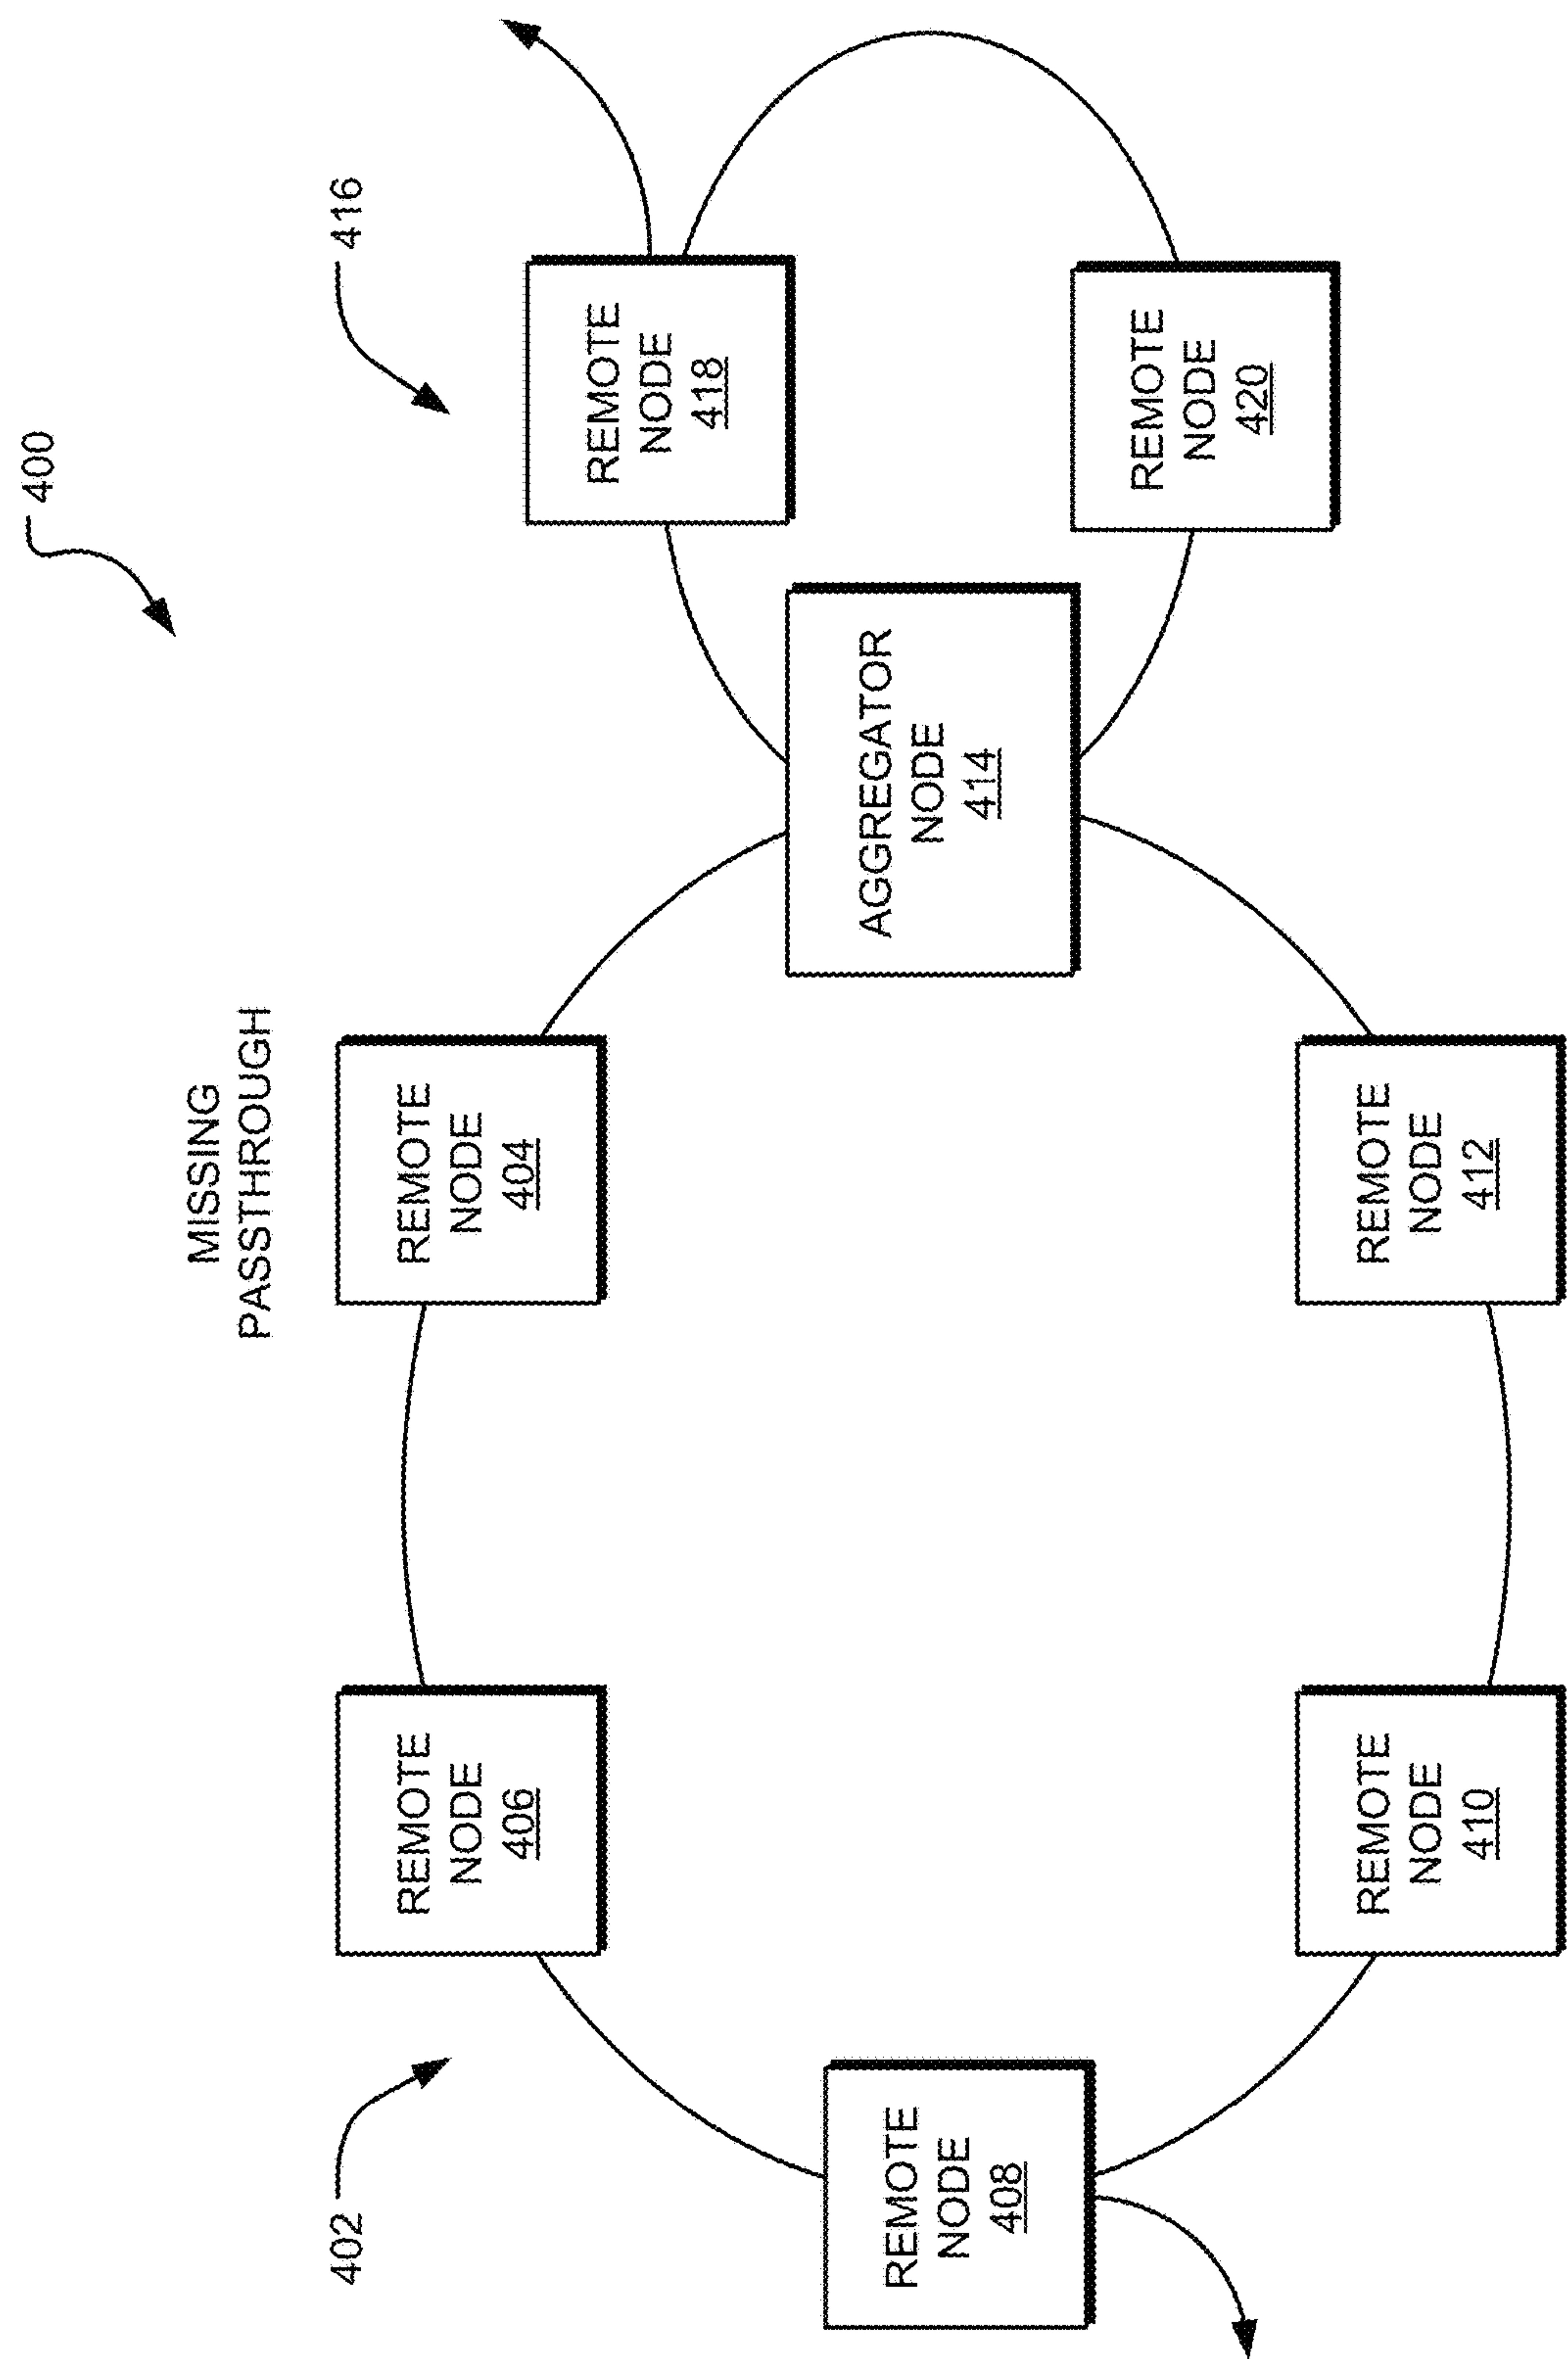 400
402
416
MISSING
PASSTHROUGH
REMOTE
NODE
406
REMOTE
NODE
404
REMOTE
NODE
418
REMOTE
NODE
408
AGGREGATOR
NODE
414
REMOTE
NODE
420
REMOTE
NODE
410
REMOTE
NODE
412